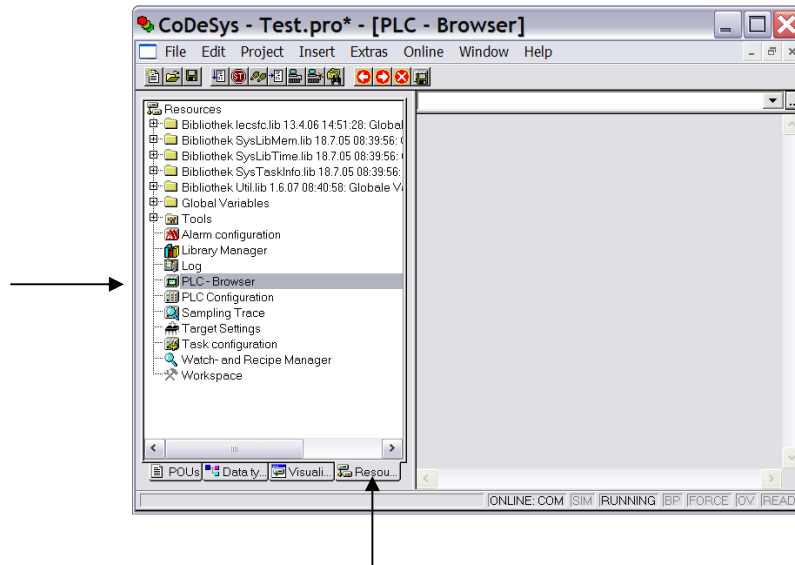 CoDeSys - Test.pro* - [PLC - Browser]
File Edit Project Insert Extras Online Window Help
Resources
Bibliothek Iecsfc.lib 13.4.06 14:51:28: Global
Bibliothek SysLibMem.lib 18.7.05 08:39:56: (
Bibliothek SysLibTime.lib 18.7.05 08:39:56: (
Bibliothek SysTaskInfo.lib 18.7.05 08:39:56:
Bibliothek Util.lib 1.6.07 08:40:58: Globale Va
Global Variables
Tools
Alarm configuration
Library Manager
Log
PLC - Browser
PLC Configuration
Sampling Trace
Target Settings
Task configuration
Watch- and Recipe Manager
Workspace
POUs Data ty... Visuali... Resou...
ONLINE: COM SIM RUNNING BP FORCE OV READ